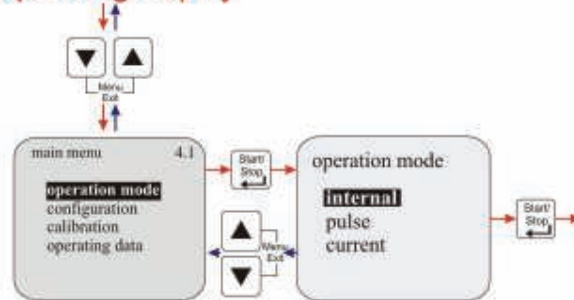 Menu
Exit
main menu 4.1
operation mode
configuration
calibration
operating data
Start/
Stop
Menu
Exit
operation mode
internal
pulse
current
Start/
Stop